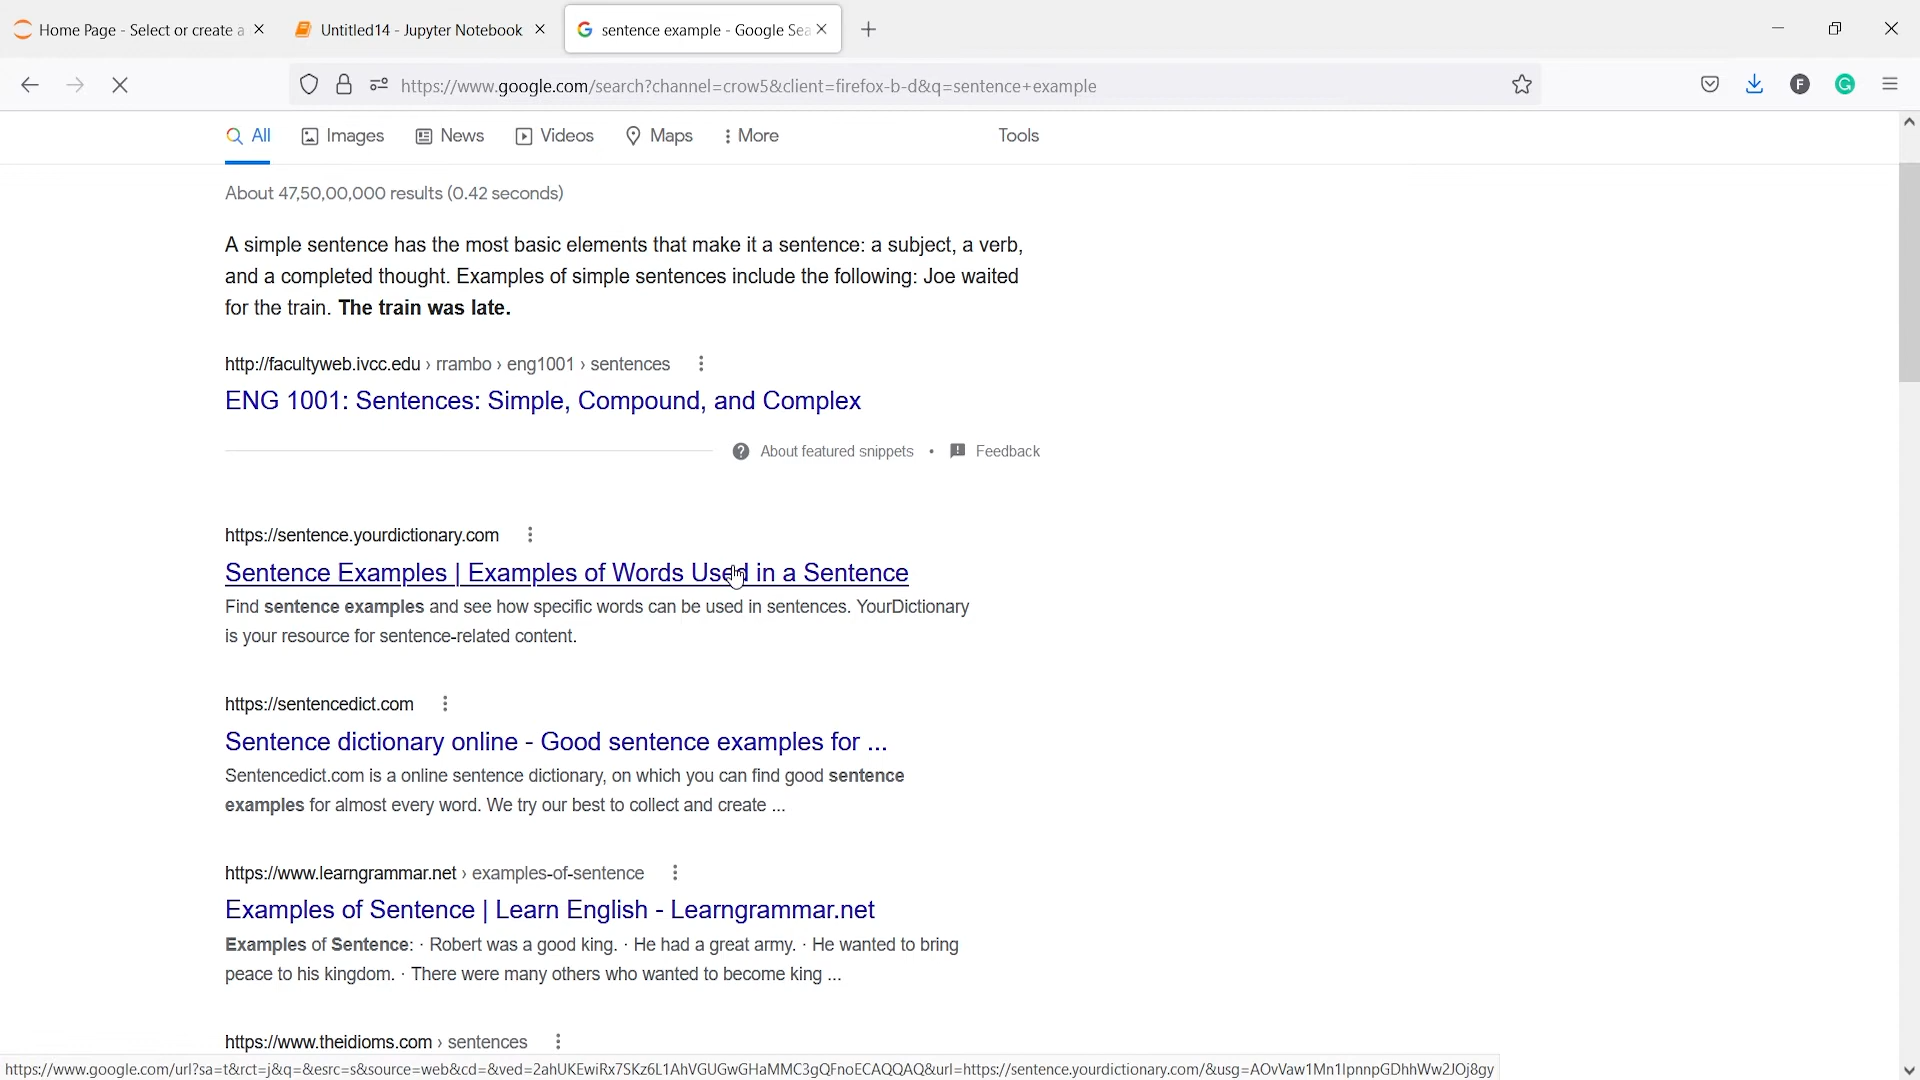 Home Page - Select or create a
Untitled14 - Jupyter Notebook
sentence example - Google Sea
https://www.google.com/search?channel=crow5&client=firefox-b-d&q=sentence+example
F
G
All Images News Videos Maps More Tools
About 47,50,00,000 results (0.42 seconds)
A simple sentence has the most basic elements that make it a sentence: a subject, a verb,
and a completed thought. Examples of simple sentences include the following: Joe waited
for the train. The train was late.
http://facultyweb.ivcc.edu › rrambo › eng1001 › sentences
ENG 1001: Sentences: Simple, Compound, and Complex
About featured snippets • Feedback
https://sentence.yourdictionary.com
Sentence Examples | Examples of Words Used in a Sentence
Find sentence examples and see how specific words can be used in sentences. YourDictionary
is your resource for sentence-related content.
https://sentencedict.com
Sentence dictionary online - Good sentence examples for ...
Sentencedict.com is a online sentence dictionary, on which you can find good sentence
examples for almost every word. We try our best to collect and create ...
https://www.learngrammar.net › examples-of-sentence
Examples of Sentence | Learn English - Learngrammar.net
Examples of Sentence: · Robert was a good king. · He had a great army. · He wanted to bring
peace to his kingdom. · There were many others who wanted to become king ...
https://www.theidioms.com › sentences
https://www.google.com/url?sa=t&rct=j&q=&esrc=s&source=web&cd=&ved=2ahUKEwiRx7SKz6L1AhVGUGwGHaMMC3gQFnoECAQQAQ&url=https://sentence.yourdictionary.com/&usg=AOvVaw1Mn1IpnnpGDhhWw2JOj8gy